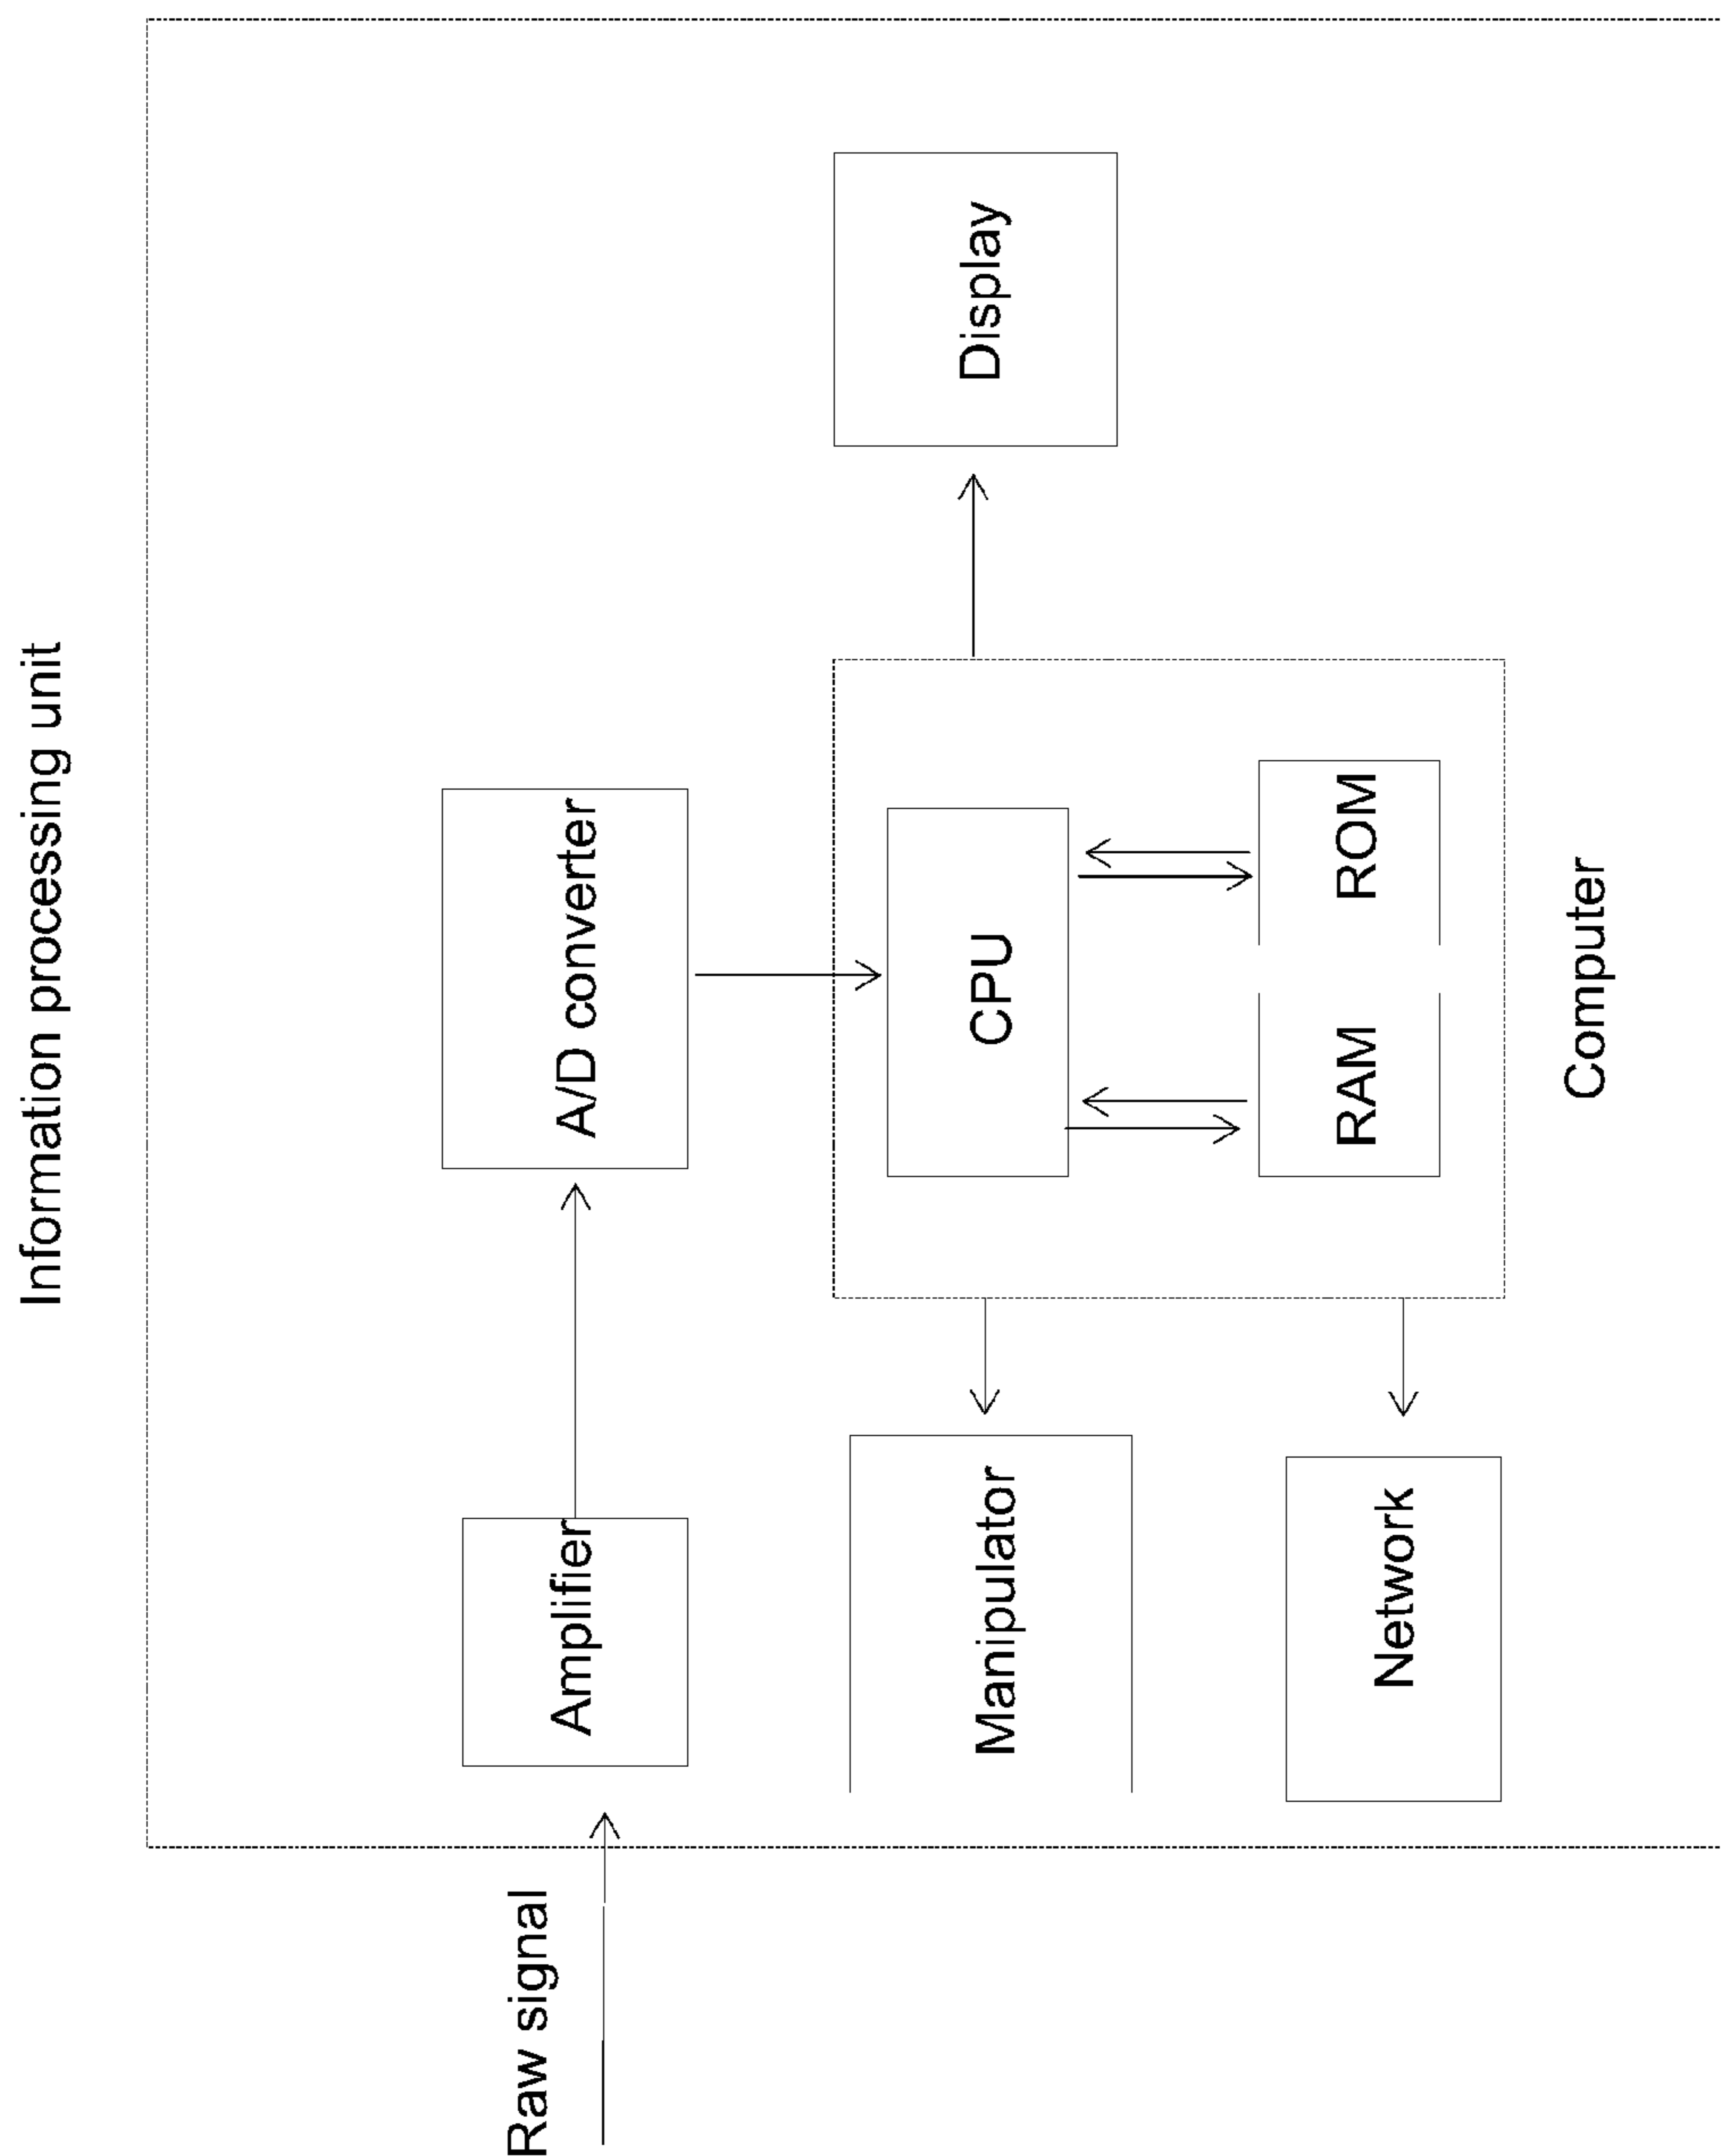 Information processing unit
Raw signal
Amplifier
A/D converter
Manipulator
CPU
Display
Network
RAM
ROM
Computer